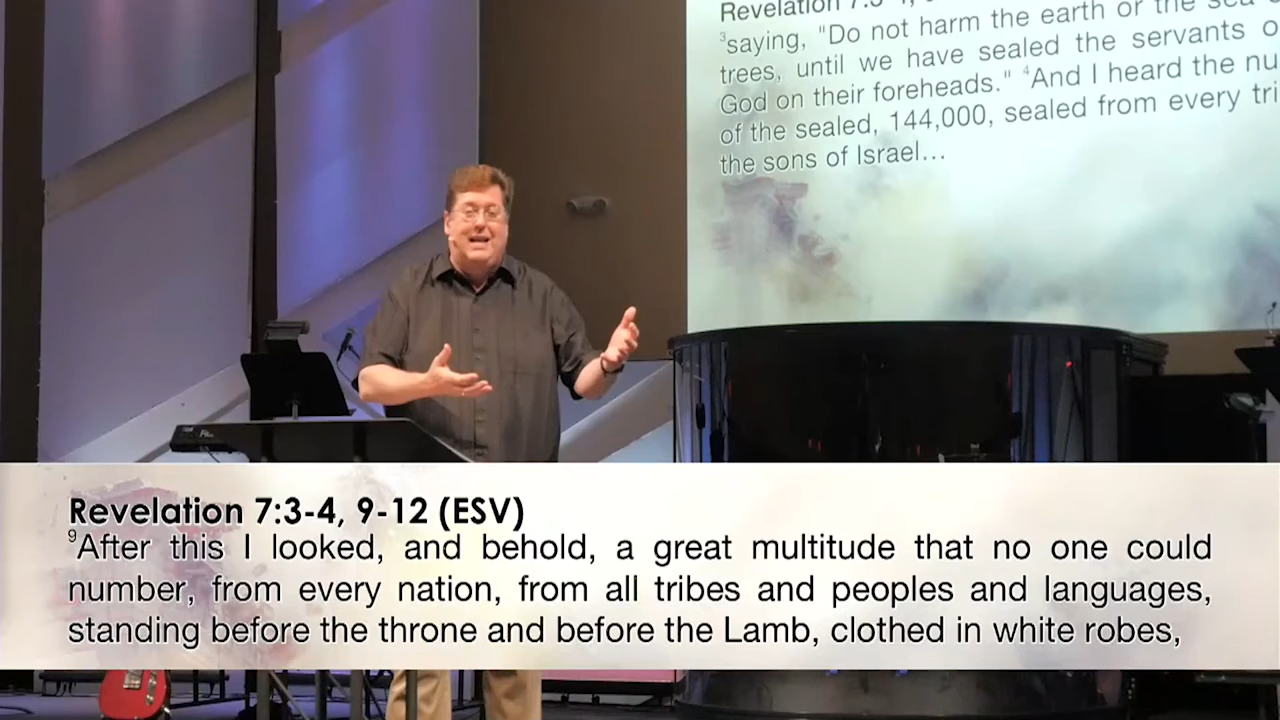 Revelation 7:3-4,
³saying, "Do not harm the earth or the sea
trees, until we have sealed the servants
God on their foreheads." ⁴And I heard the
of the sealed, 144,000, sealed from every
the sons of Israel...
Revelation 7:3-4, 9-12 (ESV)
⁹After this I looked, and behold, a great multitude that no one could
number, from every nation, from all tribes and peoples and languages,
standing before the throne and before the Lamb, clothed in white robes,